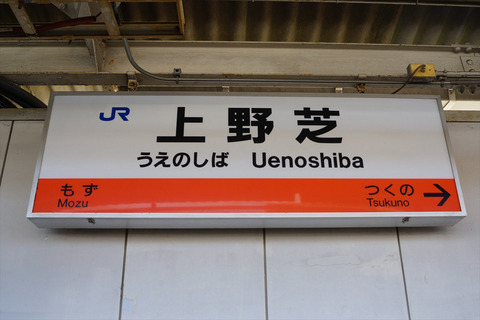 JR 上野芝
うえのしば Uenoshiba
もず つくの →
Mozu Tsukuno